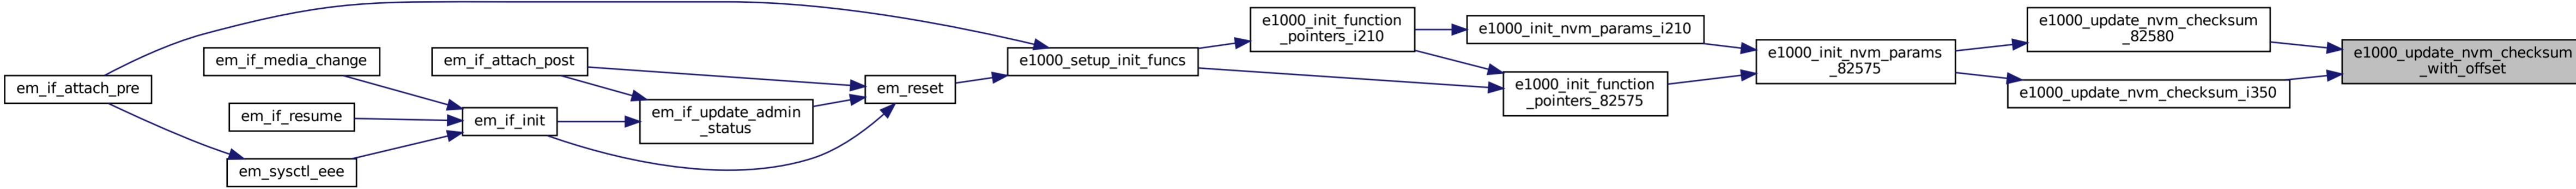 em_if_attach_pre
em_if_media_change
em_if_resume
em_sysctl_eee
em_if_attach_post
em_if_init
em_if_update_admin
_status
em_reset
e1000_setup_init_funcs
e1000_init_function
_pointers_i210
e1000_init_nvm_params_i210
e1000_init_function
_pointers_82575
e1000_init_nvm_params
_82575
e1000_update_nvm_checksum
_82580
e1000_update_nvm_checksum_i350
e1000_update_nvm_checksum
_with_offset